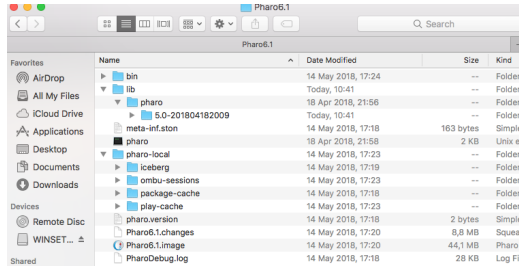 Pharo6.1
Search
Pharo6.1
Favorites
AirDrop
All My Files
iCloud Drive
Applications
Desktop
Documents
Downloads
Devices
Remote Disc
WINSET...
Shared
Name Date Modified Size Kind
bin 14 May 2018, 17:24 -- Folder
lib Today, 10:41 -- Folder
pharo 18 Apr 2018, 21:56 -- Folder
5.0-201804182009 Today, 10:41 -- Folder
meta-inf.ston 14 May 2018, 17:18 163 bytes Simple
pharo 18 Apr 2018, 21:58 2 KB Unix e
pharo-local 14 May 2018, 17:23 -- Folder
iceberg 14 May 2018, 17:19 -- Folder
ombu-sessions 14 May 2018, 17:23 -- Folder
package-cache 14 May 2018, 17:18 -- Folder
play-cache 14 May 2018, 17:23 -- Folder
pharo.version 14 May 2018, 17:18 2 bytes Simple
Pharo6.1.changes 14 May 2018, 17:20 8,8 MB Squea
Pharo6.1.image 14 May 2018, 17:20 44,1 MB Pharo
PharoDebug.log 14 May 2018, 17:18 28 KB Log Fi